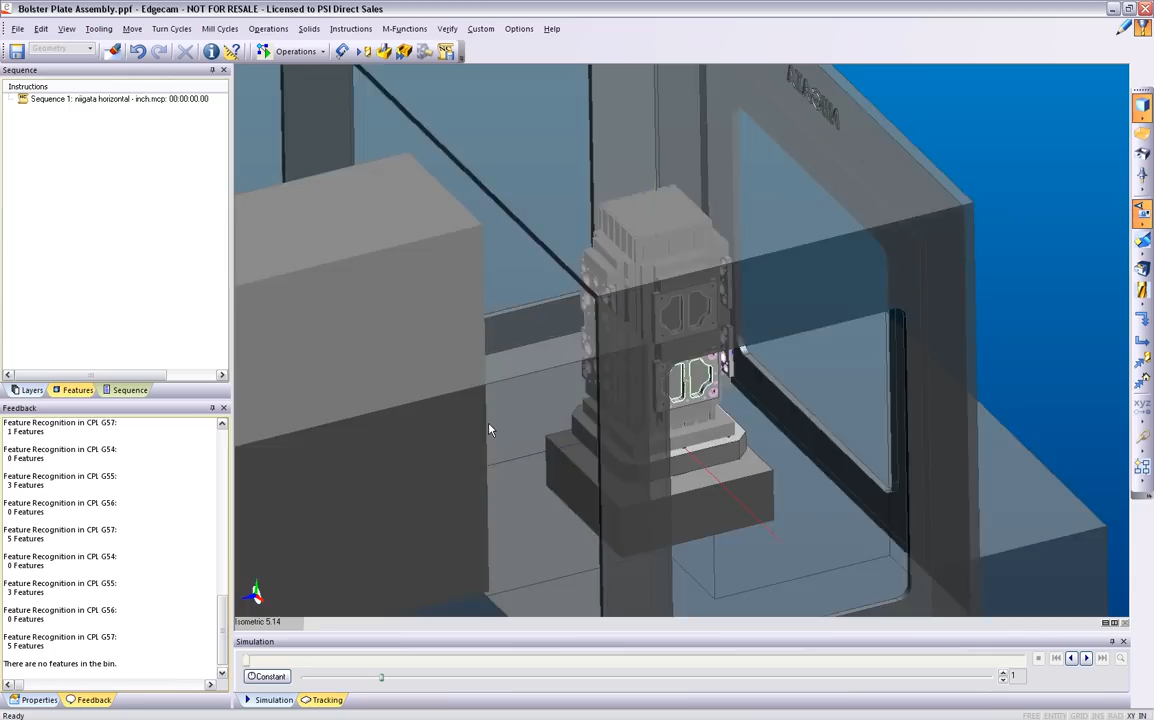 Bolster Plate Assembly.ppf - Edgecam - NOT FOR RESALE - Licensed to PSI Direct Sales
File Edit View Tooling Move Turn Cycles Mill Cycles Operations Solids Instructions M-Functions Verify Custom Options Help
Geometry
Operations
Sequence
Instructions
Sequence 1: niigata horizontal - inch.mcp: 00:00:00.00
Layers Features Sequence
Feedback
Feature Recognition in CPL G57:
1 Features
Feature Recognition in CPL G54:
0 Features
Feature Recognition in CPL G55:
3 Features
Feature Recognition in CPL G56:
0 Features
Feature Recognition in CPL G57:
5 Features
Feature Recognition in CPL G54:
0 Features
Feature Recognition in CPL G55:
3 Features
Feature Recognition in CPL G56:
0 Features
Feature Recognition in CPL G57:
5 Features
There are no features in the bin.
Properties Feedback
Isometric 5.14
Simulation
Constant
1
Simulation Tracking
Ready
FREE ENTITY GRID INS RAD XY IN
xyz